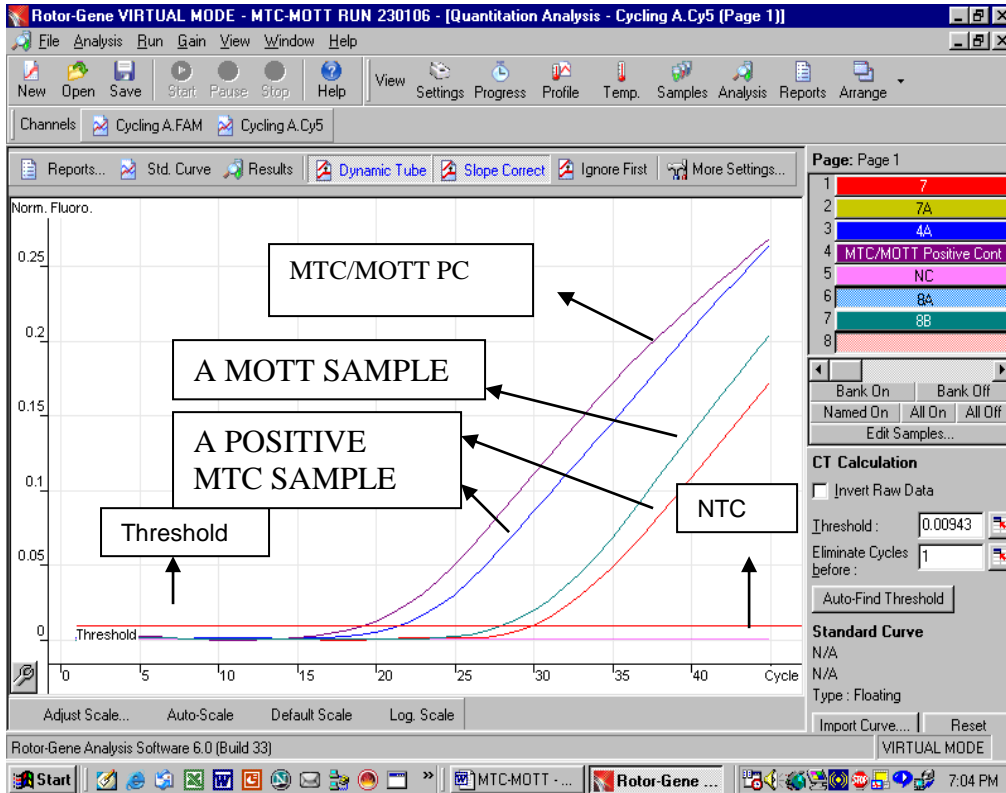 Rotor-Gene VIRTUAL MODE - MTC-MOTT RUN 230106 - [Quantitation Analysis - Cycling A.Cy5 (Page 1)]
File Analysis Run Gain View Window Help
New Open Save Start Pause Stop Help View Settings Progress Profile Temp. Samples Analysis Reports Arrange
Channels Cycling A.FAM Cycling A.Cy5
Reports... Std. Curve Results Dynamic Tube Slope Correct Ignore First More Settings...
Norm. Fluoro.
0.25
0.2
0.15
0.1
0.05
0
MTC/MOTT PC
A MOTT SAMPLE
A POSITIVE
MTC SAMPLE
Threshold
NTC
Threshold
0 5 10 15 20 25 30 35 40 Cycle
Adjust Scale... Auto-Scale Default Scale Log. Scale
Page: Page 1
1 7
2 7A
3 4A
4 MTC/MOTT Positive Cont
5 NC
6 8A
7 8B
8
Bank On Bank Off
Named On All On All Off
Edit Samples...
CT Calculation
Invert Raw Data
Threshold : 0.00943
Eliminate Cycles
before : 1
Auto-Find Threshold
Standard Curve
N/A
N/A
Type : Floating
Import Curve.... Reset
Rotor-Gene Analysis Software 6.0 (Build 33) VIRTUAL MODE
Start » MTC-MOTT - ... Rotor-Gene ... 7:04 PM